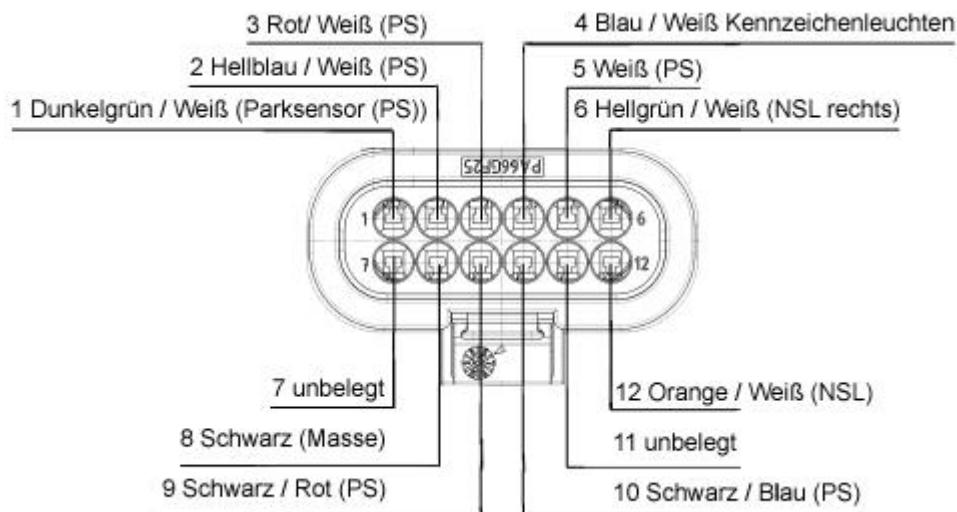 3 Rot/ Weiß (PS)
4 Blau / Weiß Kennzeichenleuchten
2 Hellblau / Weiß (PS)
5 Weiß (PS)
1 Dunkelgrün / Weiß (Parksensor (PS))
6 Hellgrün / Weiß (NSL rechts)
PA66GF25
1
6
7
12
7 unbelegt
12 Orange / Weiß (NSL)
8 Schwarz (Masse)
11 unbelegt
9 Schwarz / Rot (PS)
10 Schwarz / Blau (PS)